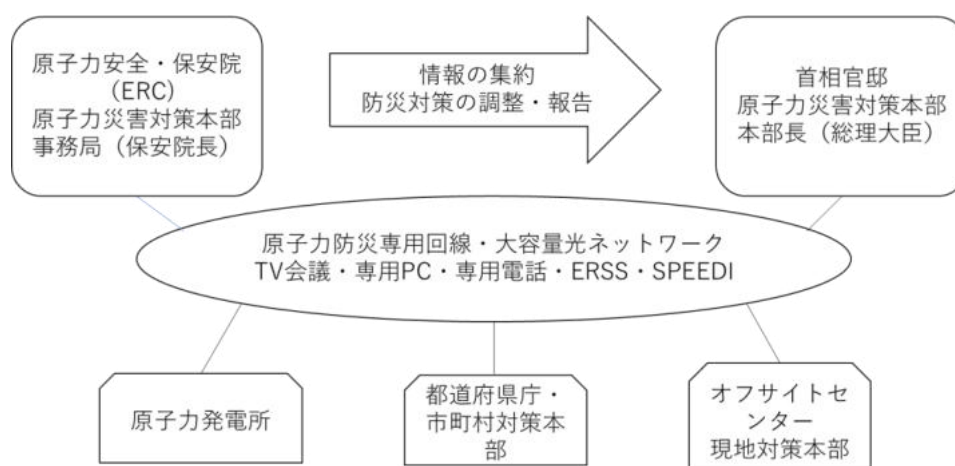 原子力安全・保安院
(ERC)
原子力災害対策本部
事務局（保安院長）
情報の集約
防災対策の調整・報告
首相官邸
原子力災害対策本部
本部長（総理大臣）
原子力防災専用回線・大容量光ネットワーク
TV会議・専用PC・専用電話・ERSS・SPEEDI
原子力発電所
都道府県庁・
市町村対策本
部
オフサイトセ
ンター
現地対策本部